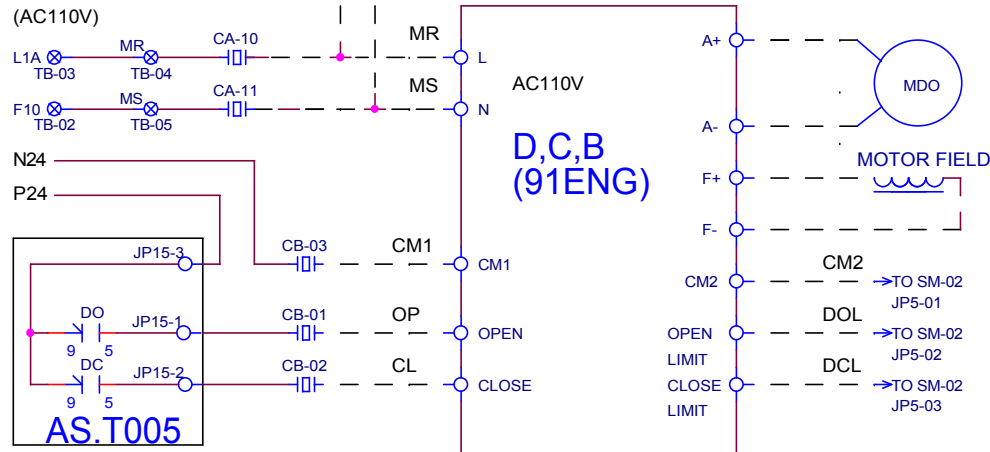 (AC110V)
L1A TB-03 MR TB-04 CA-10 MR L
F10 TB-02 MS TB-05 CA-11 MS N
AC110V
D,C,B
(91ENG)
N24
P24
JP15-3
CB-03 CM1 CM1
DO 9 5 JP15-1 CB-01 OP OPEN
DC 9 5 JP15-2 CB-02 CL CLOSE
AS.T005
A+
MDO
A-
MOTOR FIELD
F+
F-
CM2 CM2 TO SM-02
JP5-01
OPEN DOL TO SM-02
LIMIT JP5-02
CLOSE DCL TO SM-02
LIMIT JP5-03